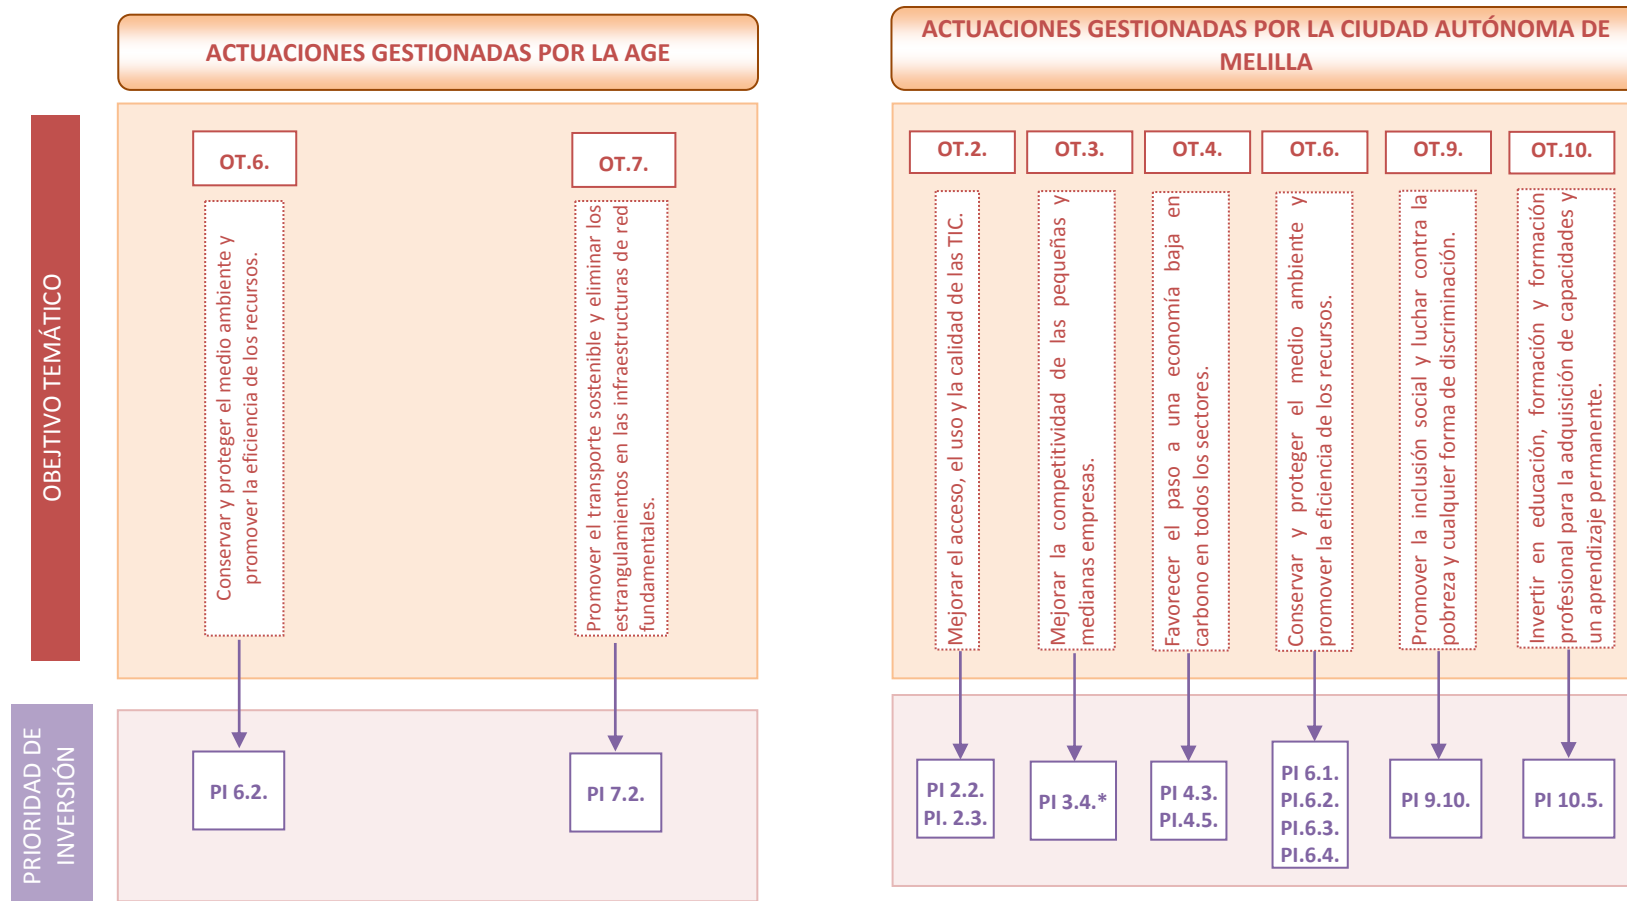 ACTUACIONES GESTIONADAS POR LA AGE
ACTUACIONES GESTIONADAS POR LA CIUDAD AUTÓNOMA DE
MELILLA
OBEJTIVO TEMÁTICO
OT.6.
Conservar y proteger el medio ambiente y
promover la eficiencia de los recursos.
OT.7.
Promover el transporte sostenible y eliminar los
estrangulamientos en las infraestructuras de red
fundamentales.
OT.2.
Mejorar el acceso, el uso y la calidad de las TIC.
OT.3.
Mejorar la competitividad de las pequeñas y
medianas empresas.
OT.4.
Favorecer el paso a una economía baja en
carbono en todos los sectores.
OT.6.
Conservar y proteger el medio ambiente y
promover la eficiencia de los recursos.
OT.9.
Promover la inclusión social y luchar contra la
pobreza y cualquier forma de discriminación.
OT.10.
Invertir en educación, formación y formación
profesional para la adquisición de capacidades y
un aprendizaje permanente.
PRIORIDAD DE
INVERSIÓN
PI 6.2.
PI 7.2.
PI 2.2.
PI. 2.3.
PI 3.4.*
PI 4.3.
PI.4.5.
PI 6.1.
PI.6.2.
PI.6.3.
PI.6.4.
PI 9.10.
PI 10.5.